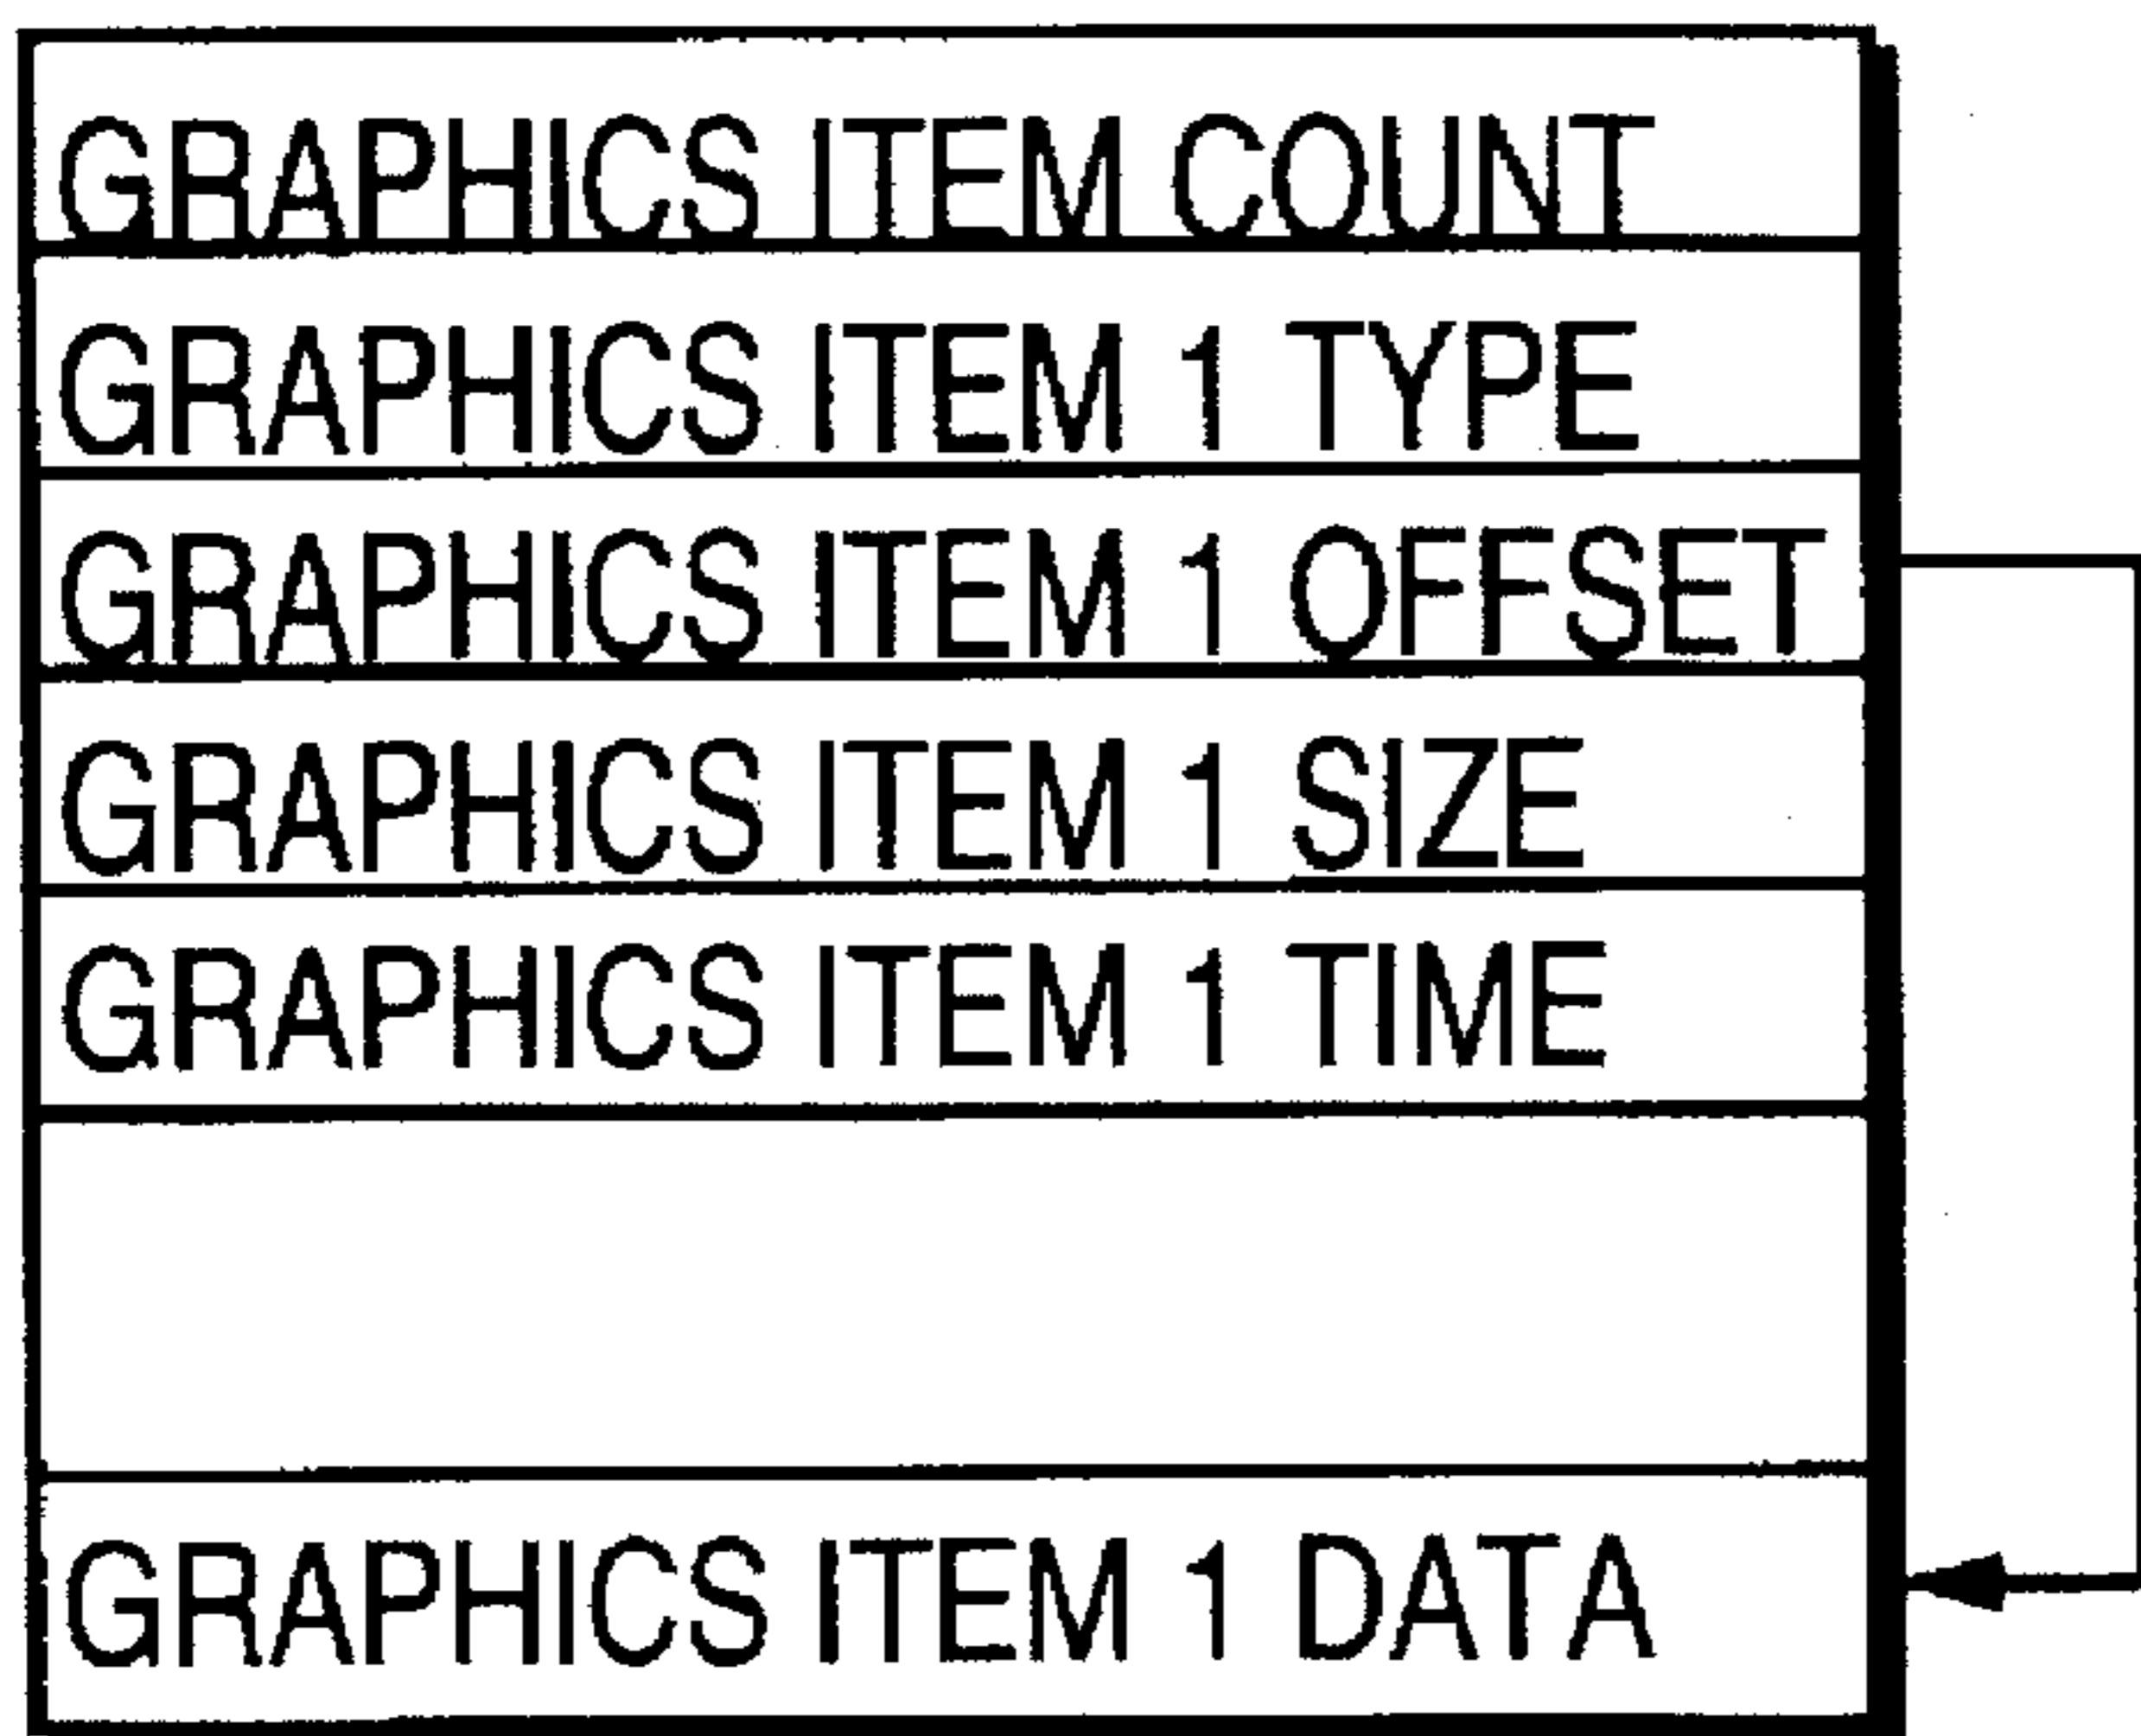 GRAPHICS ITEM COUNT
GRAPHICS ITEM 1 TYPE
GRAPHICS ITEM 1 OFFSET
GRAPHICS ITEM 1 SIZE
GRAPHICS ITEM 1 TIME
GRAPHICS ITEM 1 DATA